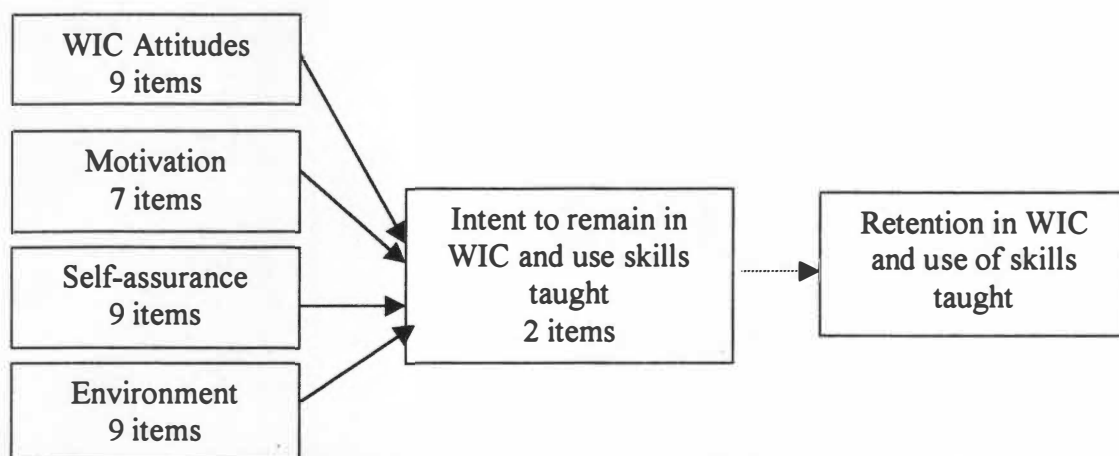 WIC Attitudes
9 items
Motivation
7 items
Self-assurance
9 items
Environment
9 items
Intent to remain in
WIC and use skills
taught
2 items
Retention in WIC
and use of skills
taught